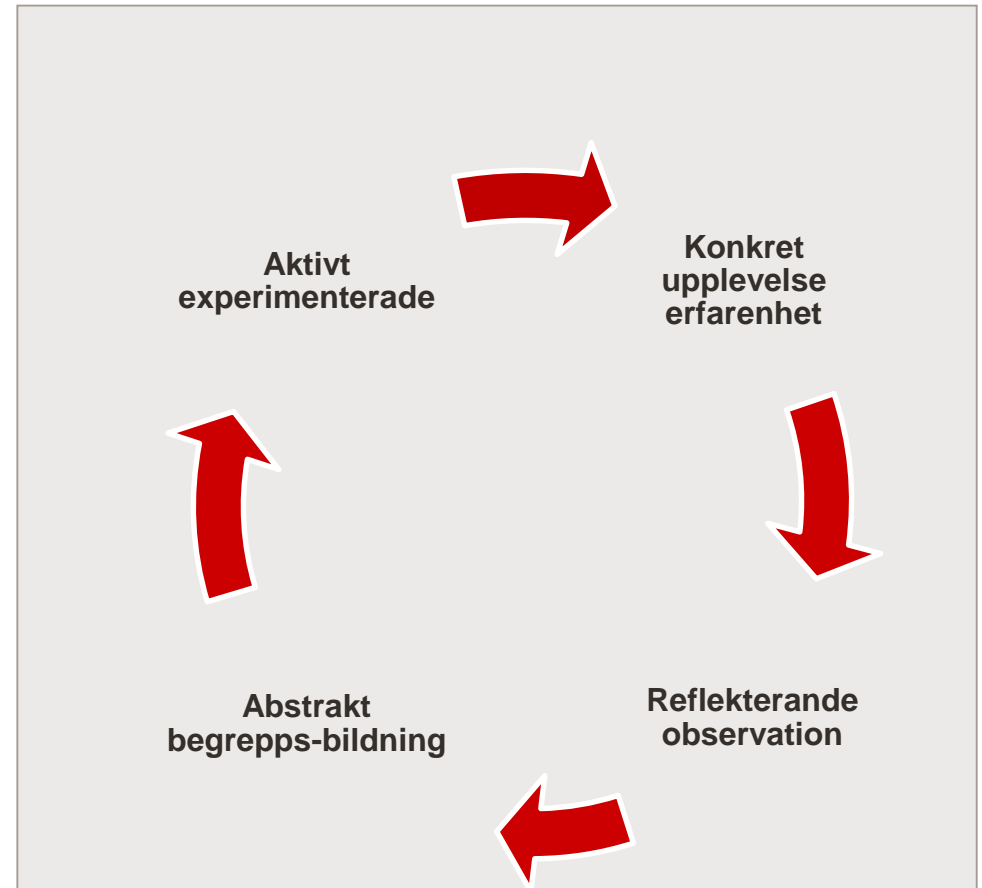 Aktivt
experimenterade
Konkret
upplevelse
erfarenhet
Abstrakt
begrepps-bildning
Reflekterande
observation